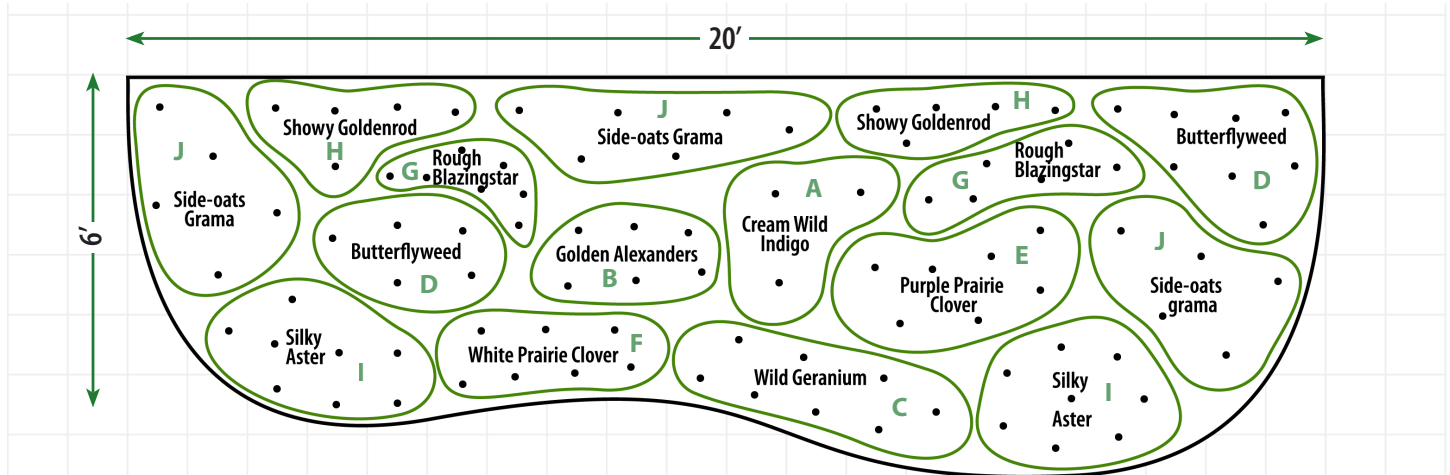 20’
6’
J
Side-oats
Grama
Showy Goldenrod
H
G
Rough
Blazingstar
J
Side-oats Grama
H
Showy Goldenrod
Rough
Blazingstar
G
Butterflyweed
D
A
Cream Wild
Indigo
Butterflyweed
D
Golden Alexanders
B
E
Purple Prairie
Clover
J
Side-oats
grama
Silky
Aster
I
White Prairie Clover
F
Wild Geranium
C
Silky
Aster
I